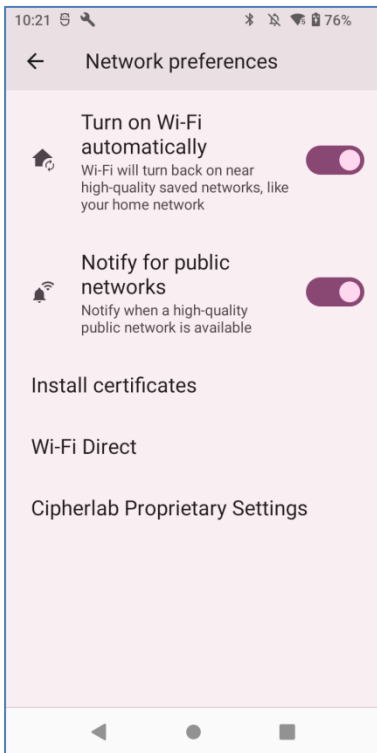 10:21 76%
Network preferences
Turn on Wi-Fi
automatically
Wi-Fi will turn back on near
high-quality saved networks, like
your home network
Notify for public
networks
Notify when a high-quality
public network is available
Install certificates
Wi-Fi Direct
Cipherlab Proprietary Settings